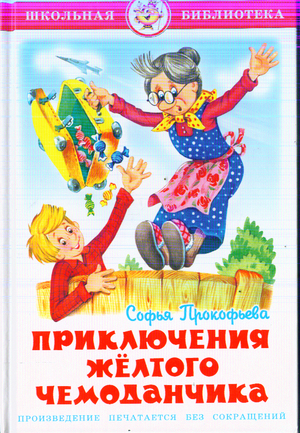 ШКОЛЬНАЯ БИБЛИОТЕКА
Софья Прокофьева
ПРИКЛЮЧЕНИЯ
ЖЁЛТОГО
ЧЕМОДАНЧИКА
ПРОИЗВЕДЕНИЕ ПЕЧАТАЕТСЯ БЕЗ СОКРАЩЕНИЙ